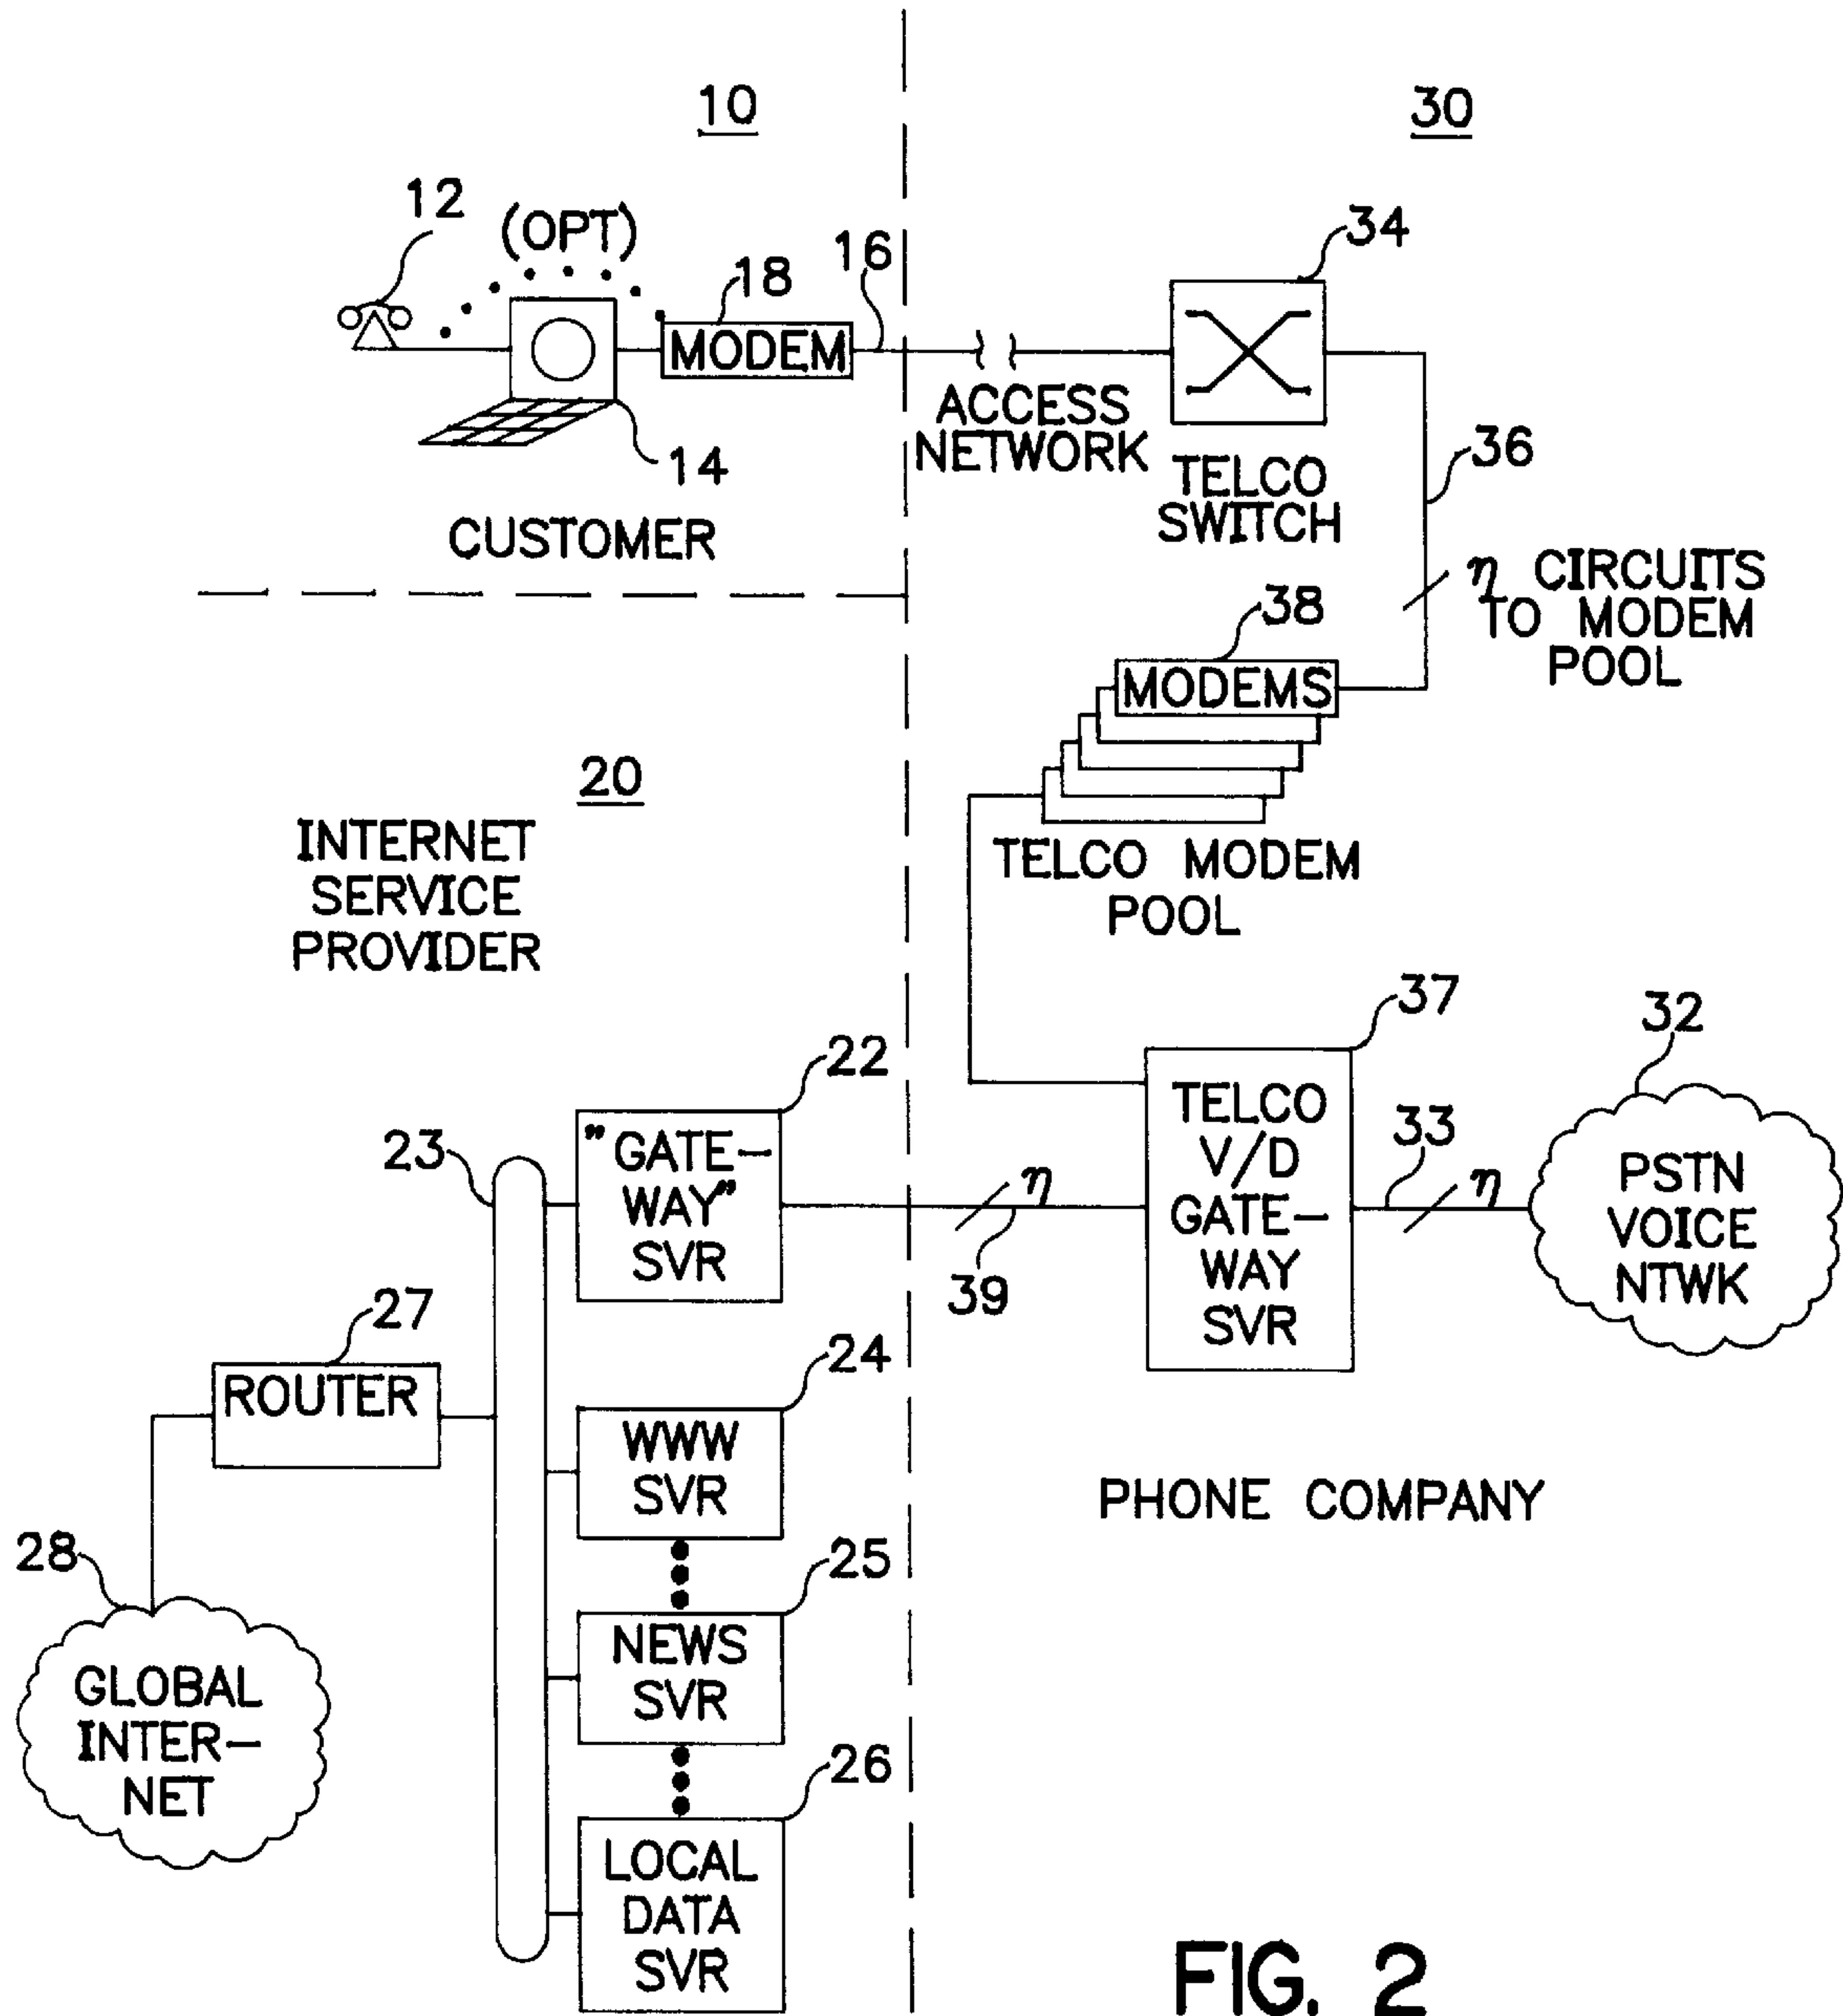 10
30
12
(OPT)
18
16
34
MODEM
14
ACCESS
NETWORK
TELCO
SWITCH
36
CUSTOMER
η CIRCUITS
TO MODEM
POOL
38
MODEMS
TELCO MODEM
POOL
20
INTERNET
SERVICE
PROVIDER
37
32
22
23
"GATE-
WAY"
SVR
η
39
TELCO
V/D
GATE-
WAY
SVR
33
η
PSTN
VOICE
NTWK
27
ROUTER
24
WWW
SVR
PHONE COMPANY
28
GLOBAL
INTER-
NET
25
NEWS
SVR
26
LOCAL
DATA
SVR
FIG. 2